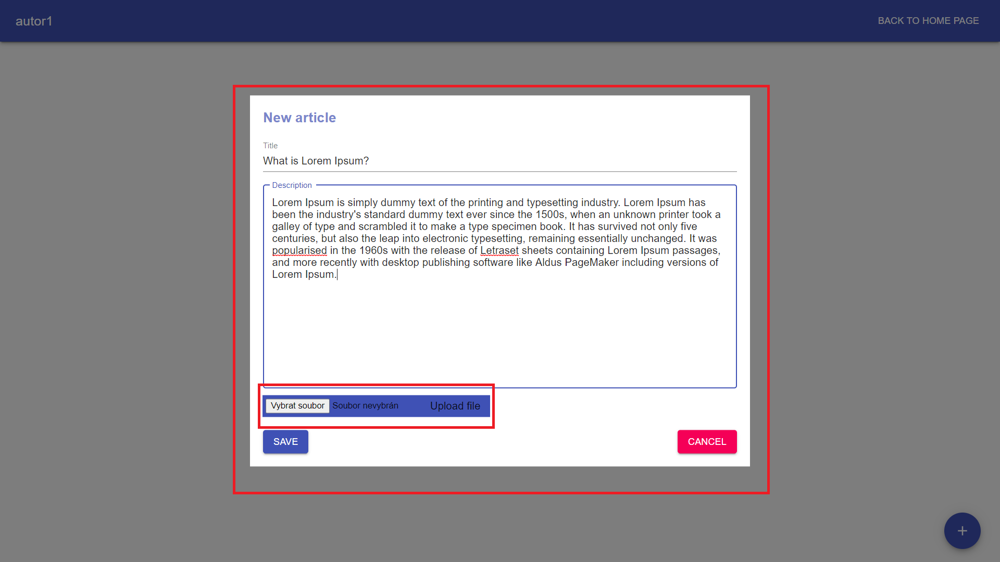 autor1
BACK TO HOME PAGE
New article
Title
What is Lorem Ipsum?
Description
Lorem Ipsum is simply dummy text of the printing and typesetting industry. Lorem Ipsum has
been the industry's standard dummy text ever since the 1500s, when an unknown printer took a
galley of type and scrambled it to make a type specimen book. It has survived not only five
centuries, but also the leap into electronic typesetting, remaining essentially unchanged. It was
popularised in the 1960s with the release of Letraset sheets containing Lorem Ipsum passages,
and more recently with desktop publishing software like Aldus PageMaker including versions of
Lorem Ipsum.
Vybrat soubor Soubor nevybrán Upload file
SAVE
CANCEL
+